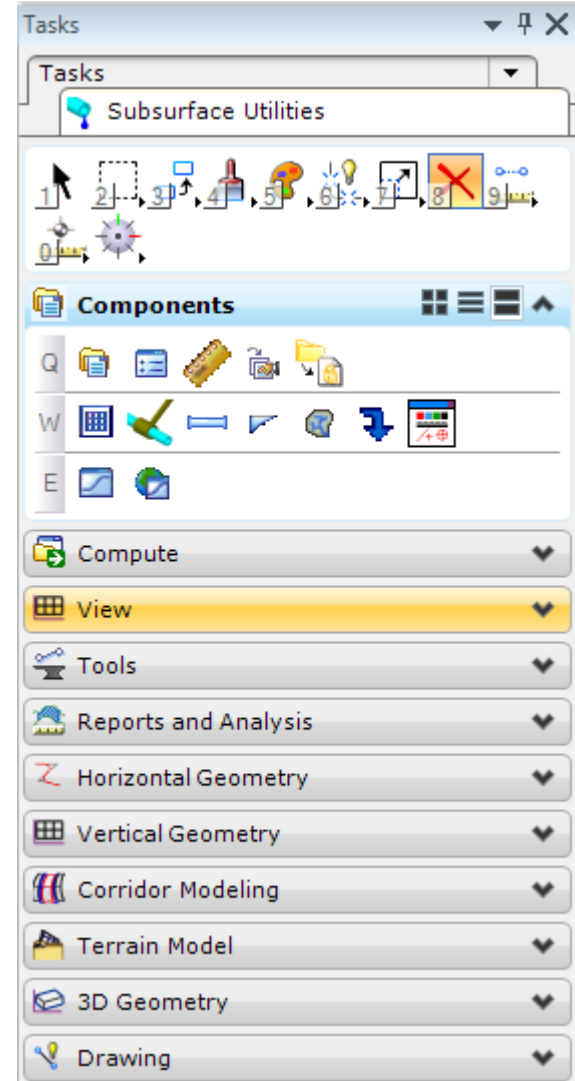 Tasks
Tasks
Subsurface Utilities
1 2 3 4 5 6 7 8 9
0
Components
Q
W
E
Compute
View
Tools
Reports and Analysis
Horizontal Geometry
Vertical Geometry
Corridor Modeling
Terrain Model
3D Geometry
Drawing